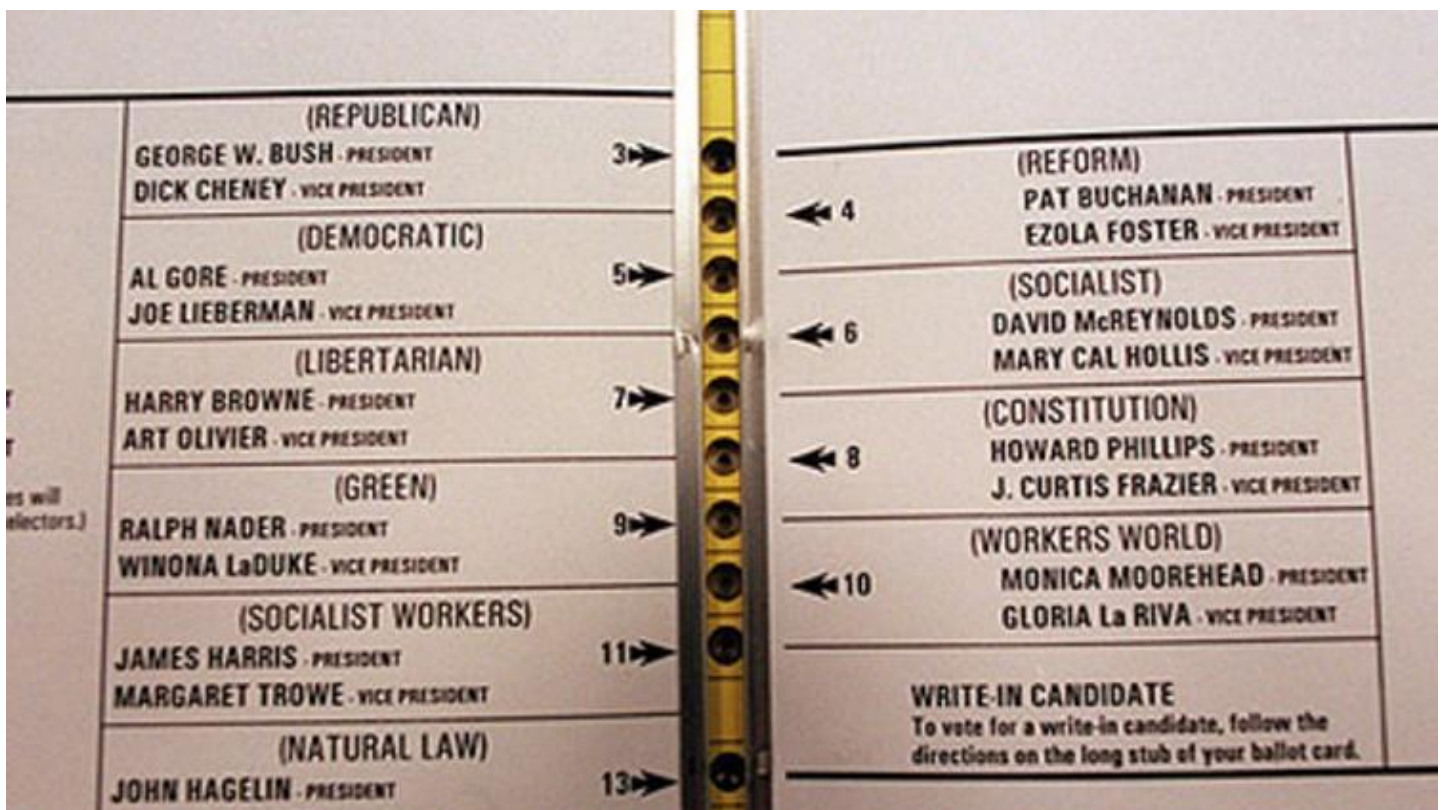 (REPUBLICAN)
GEORGE W. BUSH - PRESIDENT 3
DICK CHENEY - VICE PRESIDENT
(DEMOCRATIC)
AL GORE - PRESIDENT 5
JOE LIEBERMAN - VICE PRESIDENT
(LIBERTARIAN)
HARRY BROWNE - PRESIDENT 7
ART OLIVIER - VICE PRESIDENT
(GREEN)
RALPH NADER - PRESIDENT 9
WINONA LaDUKE - VICE PRESIDENT
(SOCIALIST WORKERS)
JAMES HARRIS - PRESIDENT 11
MARGARET TROWE - VICE PRESIDENT
(NATURAL LAW)
JOHN HAGELIN - PRESIDENT 13
will
electors.)
(REFORM)
PAT BUCHANAN - PRESIDENT
4
EZOLA FOSTER - VICE PRESIDENT
(SOCIALIST)
DAVID McREYNOLDS - PRESIDENT
6
MARY CAL HOLLIS - VICE PRESIDENT
(CONSTITUTION)
HOWARD PHILLIPS - PRESIDENT
8
J. CURTIS FRAZIER - VICE PRESIDENT
(WORKERS WORLD)
MONICA MOOREHEAD - PRESIDENT
10
GLORIA La RIVA - VICE PRESIDENT
WRITE-IN CANDIDATE
To vote for a write-in candidate, follow the
directions on the long stub of your ballot card.